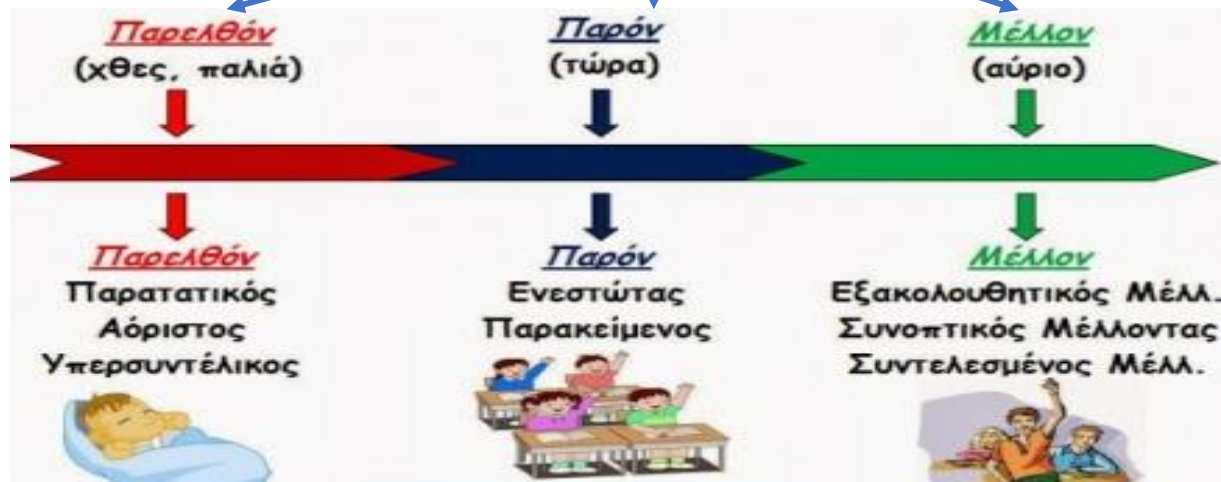 Παρελθόν
(χθες, παλιά)
Παρόν
(τώρα)
Μέλλον
(αύριο)
Παρελθόν
Παρατατικός
Αόριστος
Υπερσυντέλικος
Παρόν
Ενεστώτας
Παρακείμενος
Μέλλον
Εξακολουθητικός Μέλλ.
Συνοπτικός Μέλλοντας
Συντελεσμένος Μέλλ.